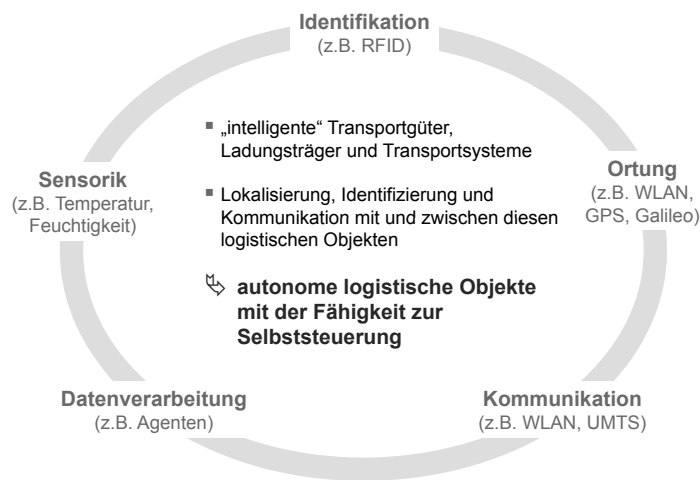 Identifikation
(z.B. RFID)
▪ „intelligente“ Transportgüter,
Ladungsträger und Transportsysteme
Ortung
(z.B. WLAN,
GPS, Galileo)
Sensorik
(z.B. Temperatur,
Feuchtigkeit)
▪ Lokalisierung, Identifizierung und
Kommunikation mit und zwischen diesen
logistischen Objekten
autonome logistische Objekte
mit der Fähigkeit zur
Selbststeuerung
Datenverarbeitung
(z.B. Agenten)
Kommunikation
(z.B. WLAN, UMTS)